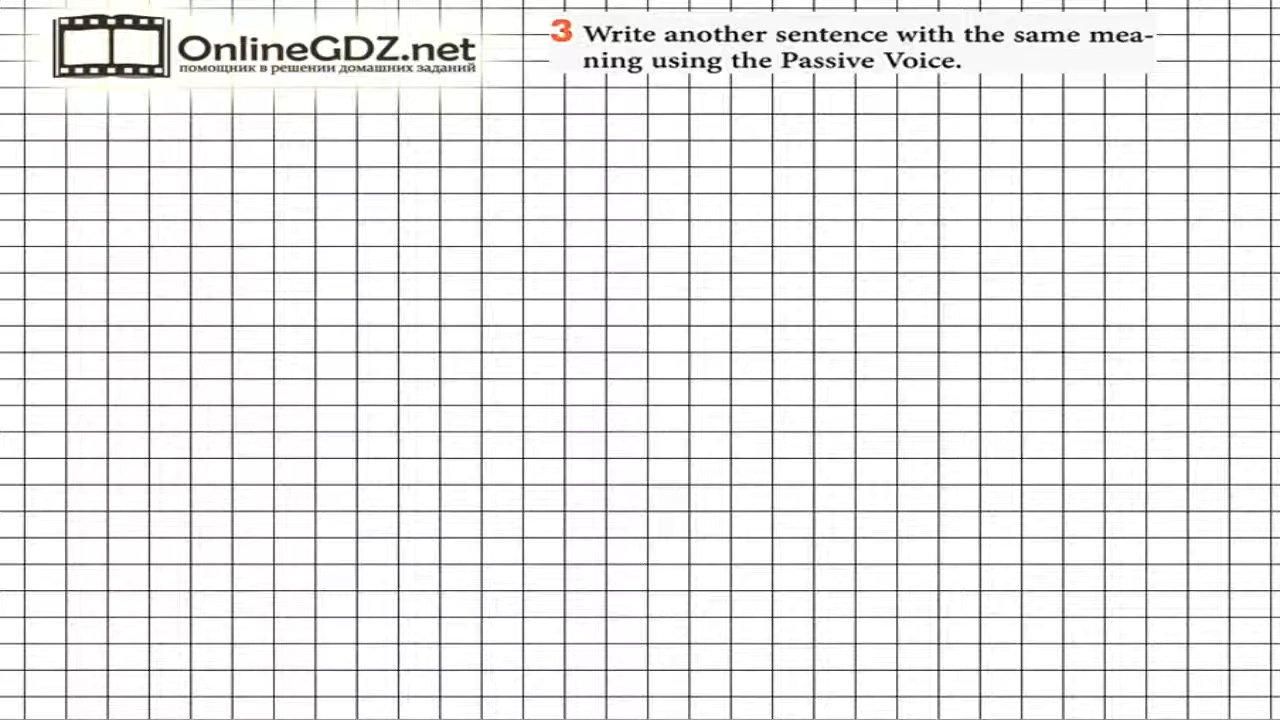 OnlineGDZ.net
помощник в решении домашних заданий
3 Write another sentence with the same mea-
ning using the Passive Voice.